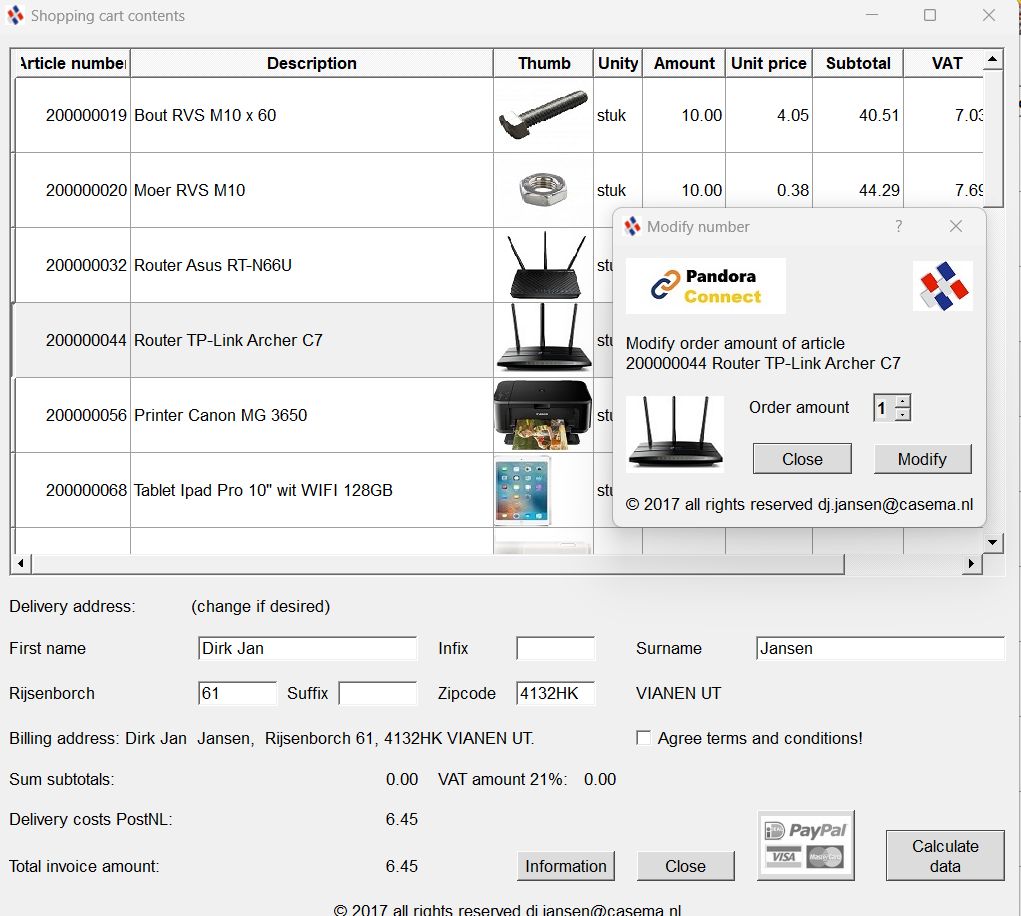 Shopping cart contents
Article number Description Thumb Unity Amount Unit price Subtotal VAT
200000019 Bout RVS M10 x 60 stuk 10.00 4.05 40.51 7.03
200000020 Moer RVS M10 stuk 10.00 0.38 44.29 7.69
200000032 Router Asus RT-N66U
200000044 Router TP-Link Archer C7
200000056 Printer Canon MG 3650
200000068 Tablet Ipad Pro 10" wit WIFI 128GB
Modify number ?
Pandora
Connect
Modify order amount of article
200000044 Router TP-Link Archer C7
Order amount 1
Close Modify
© 2017 all rights reserved dj.jansen@casema.nl
Delivery address: (change if desired)
First name Dirk Jan Infix Surname Jansen
Rijsenborch 61 Suffix Zipcode 4132HK VIANEN UT
Billing address: Dirk Jan Jansen, Rijsenborch 61, 4132HK VIANEN UT. Agree terms and conditions!
Sum subtotals: 0.00 VAT amount 21%: 0.00
Delivery costs PostNL: 6.45
iDEAL PayPal
VISA MasterCard
Total invoice amount: 6.45 Information Close Calculate data
© 2017 all rights reserved dj.jansen@casema.nl